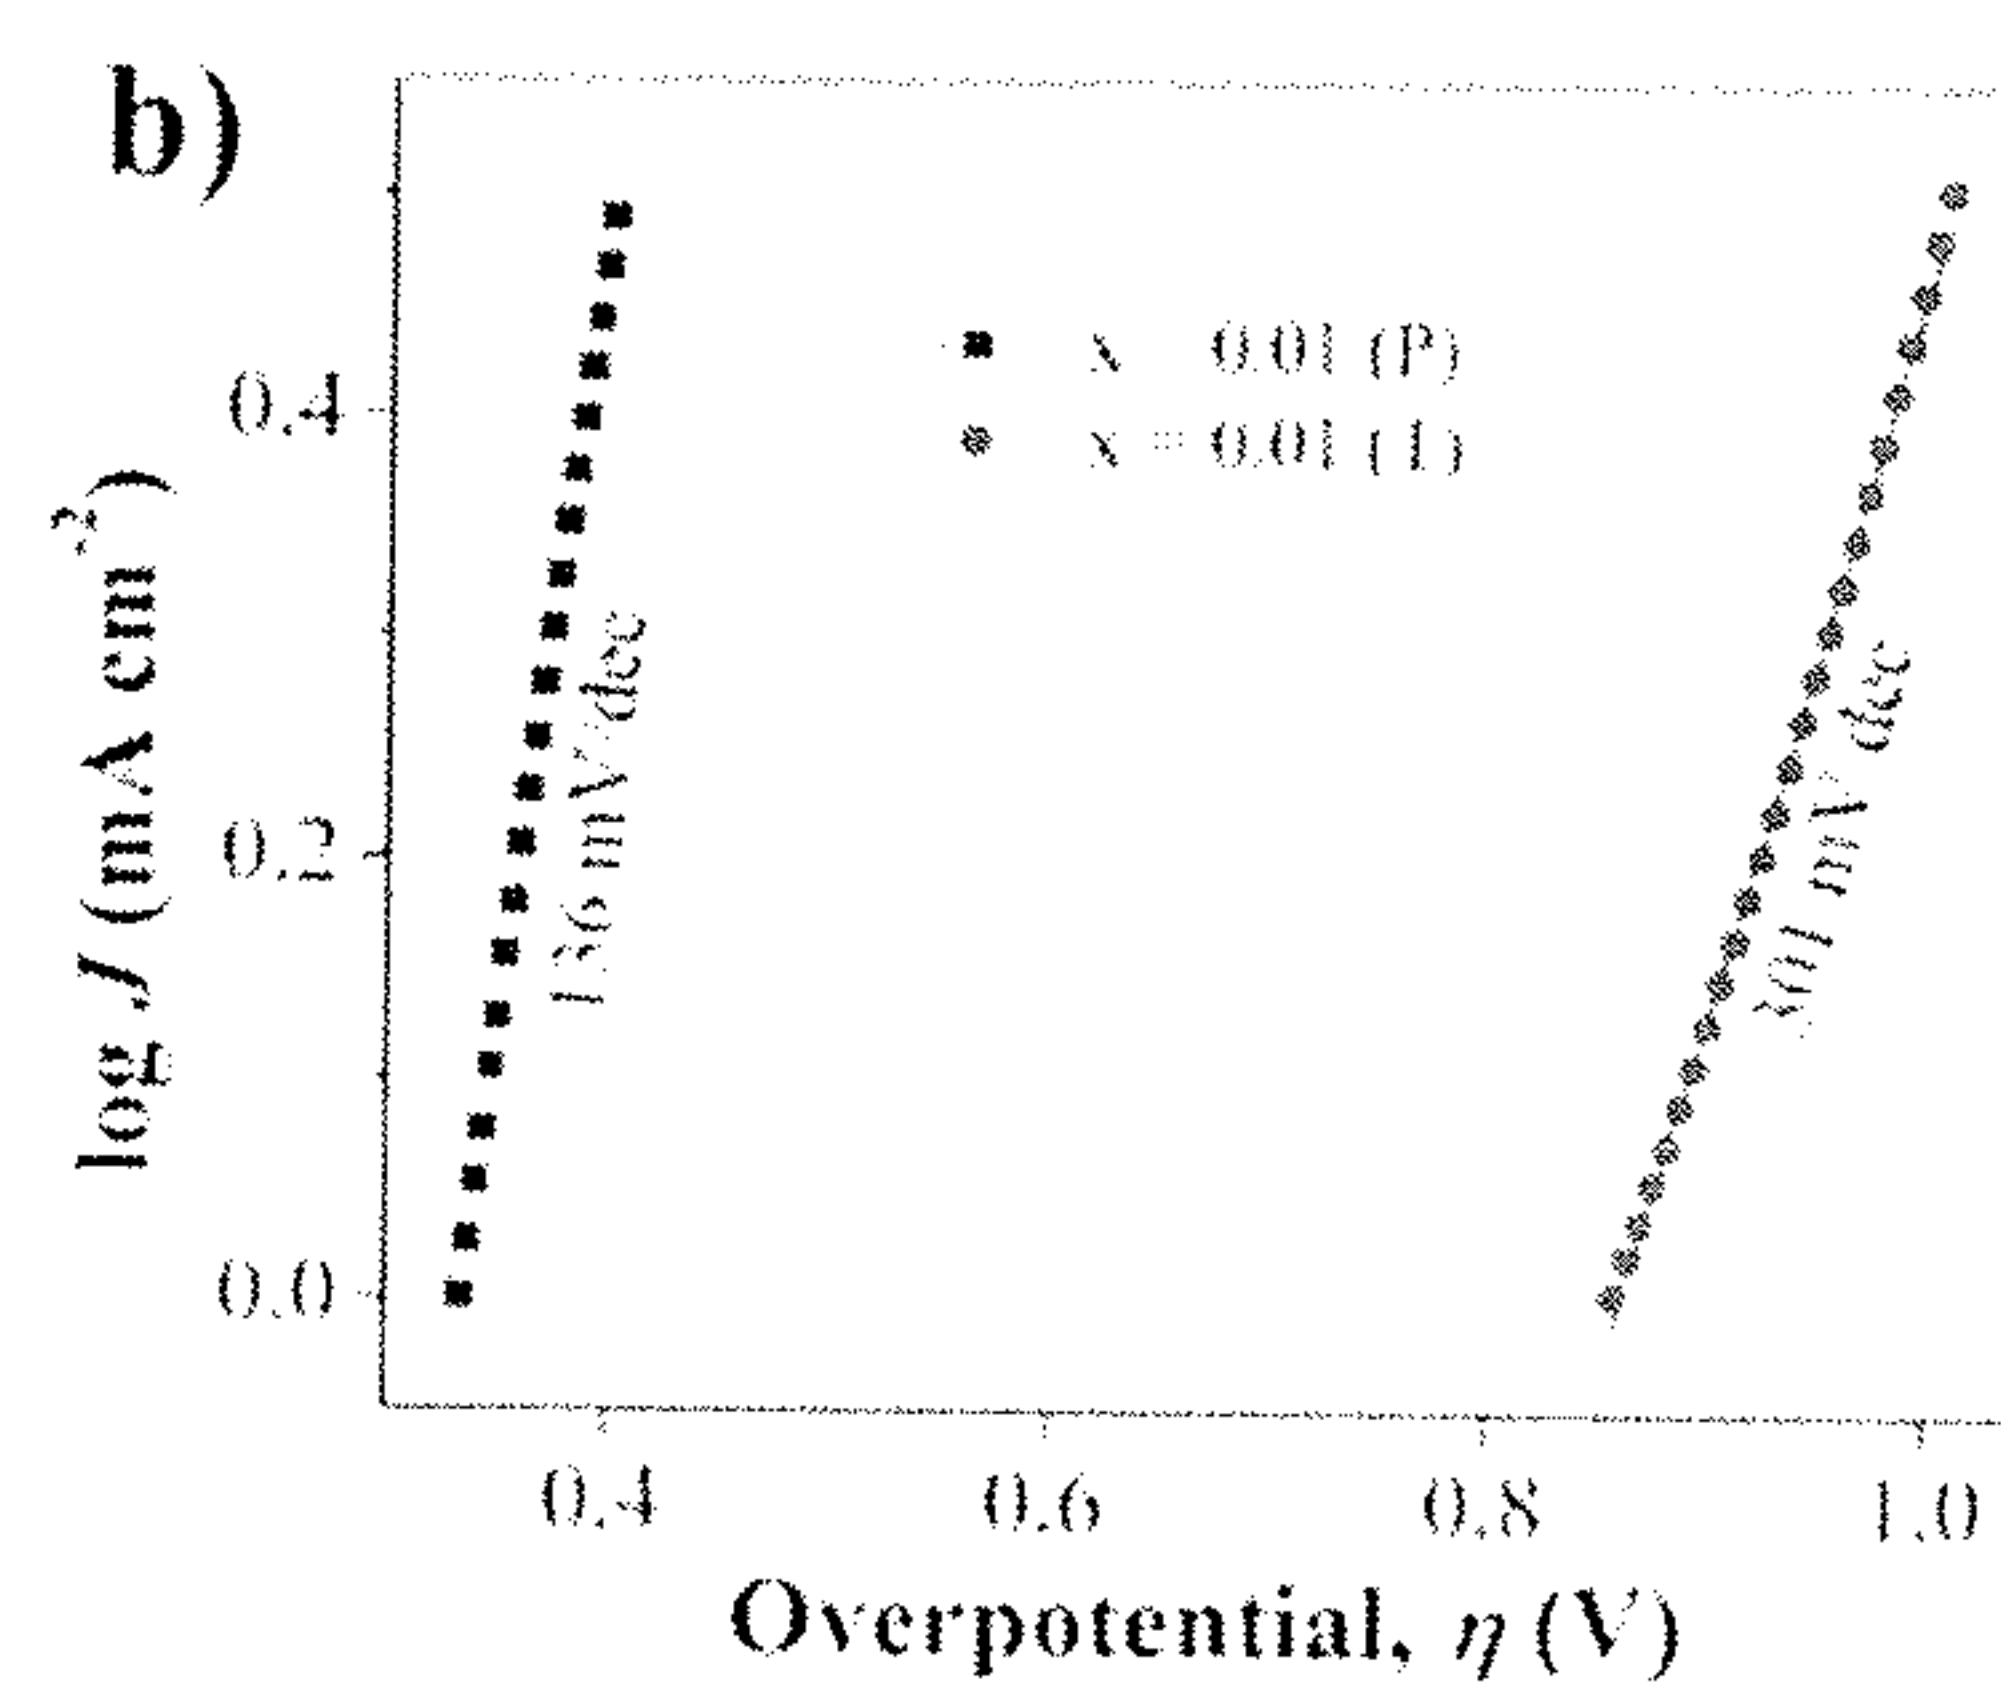 b)
x 0.01 (P)
x = 0.01 (1)
0.4
0.2
0.0
log J (mA cm-2)
136 mV dec
301 mV dec
0.4 0.6 0.8 1.0
Overpotential, η (V)